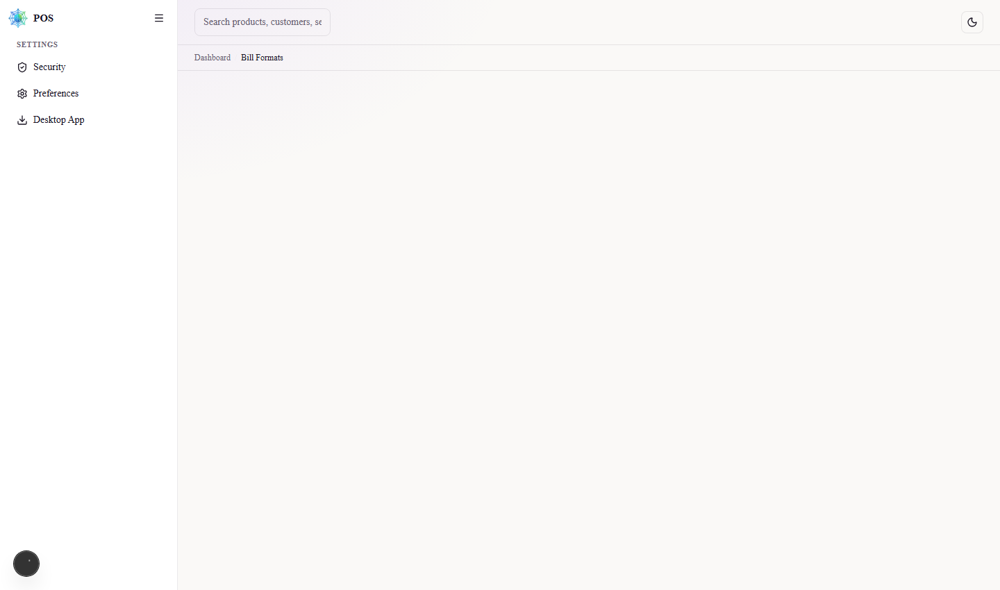 POS
SETTINGS
Security
Preferences
Desktop App
Search products, customers, se
Dashboard Bill Formats